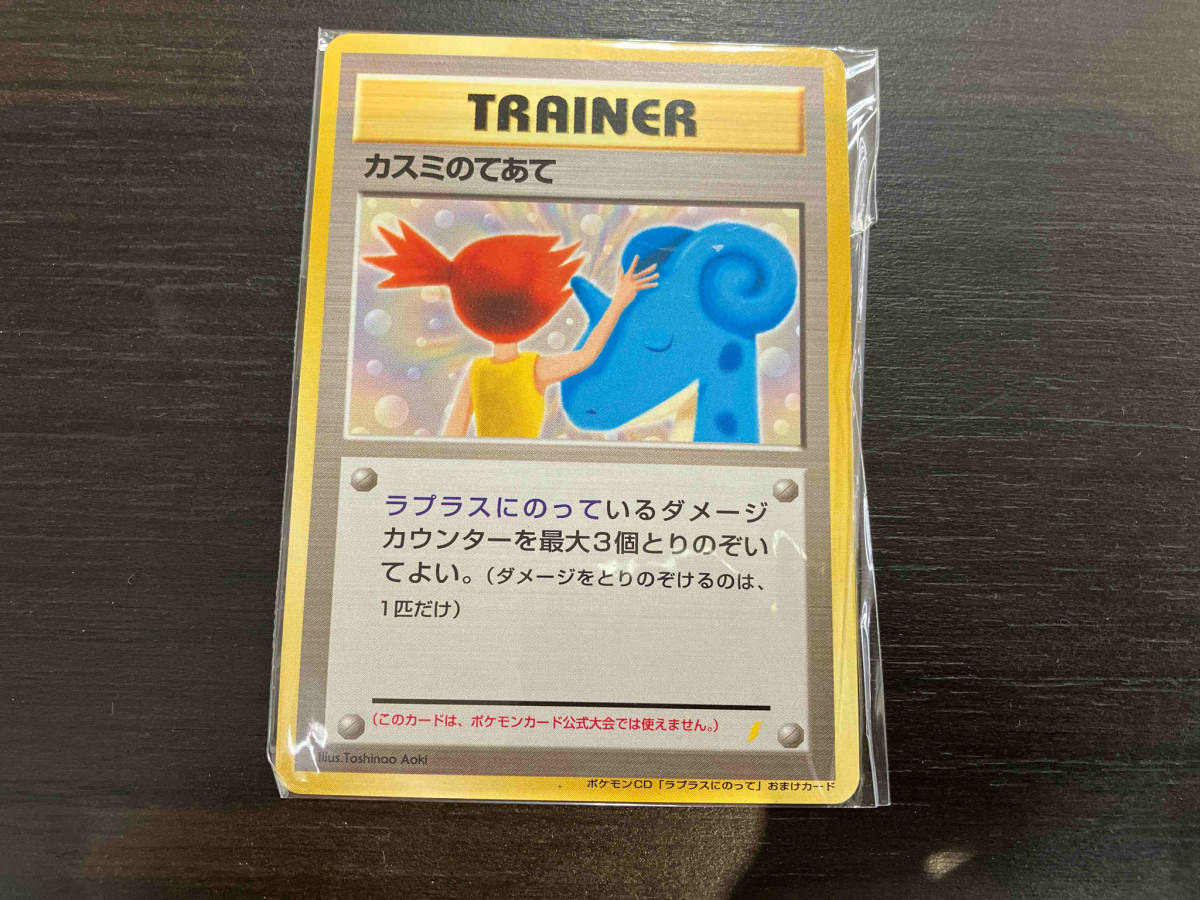 TRAINER
カスミのてあて
ラプラスにのっているダメージ
カウンターを最大3個とりのぞい
てよい。(ダメージをとりのぞけるのは、
1匹だけ)
(このカードは、ポケモンカード公式大会では使えません。)
Illus.Toshinao Aoki
ポケモンCD「ラプラスにのって」おまけカード